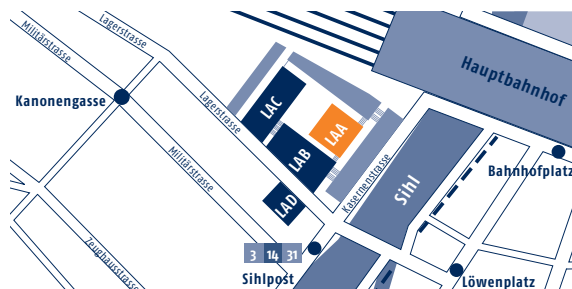 Lagerstrasse
Militärstrasse
Hauptbahnhof
Kanonengasse
LAC
Lagerstrasse
LAA
LAB
Militärstrasse
Kasernenstrasse
Bahnhofplatz
Sihl
LAD
Zeughausstrasse
3 14 31
Sihlpost
Löwenplatz